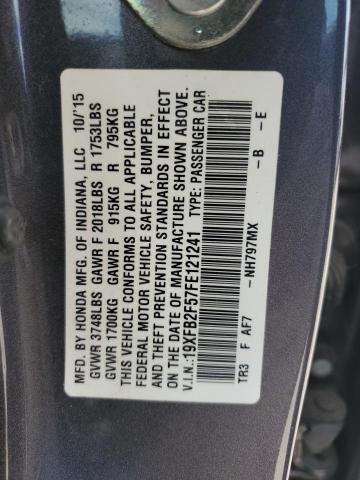 MFD. BY HONDA MFG. OF INDIANA, LLC 10/'15
GVWR 3748LBS GAWR F 2018LBS R 1753LBS
GVWR 1700KG GAWR F 915KG R 795KG
THIS VEHICLE CONFORMS TO ALL APPLICABLE
FEDERAL MOTOR VEHICLE SAFETY, BUMPER,
AND THEFT PREVENTION STANDARDS IN EFFECT
ON THE DATE OF MANUFACTURE SHOWN ABOVE.
V.I.N.:19XFB2F57FE121241 TYPE: PASSENGER CAR
TR3 F AF7 -NH797MX -B -E